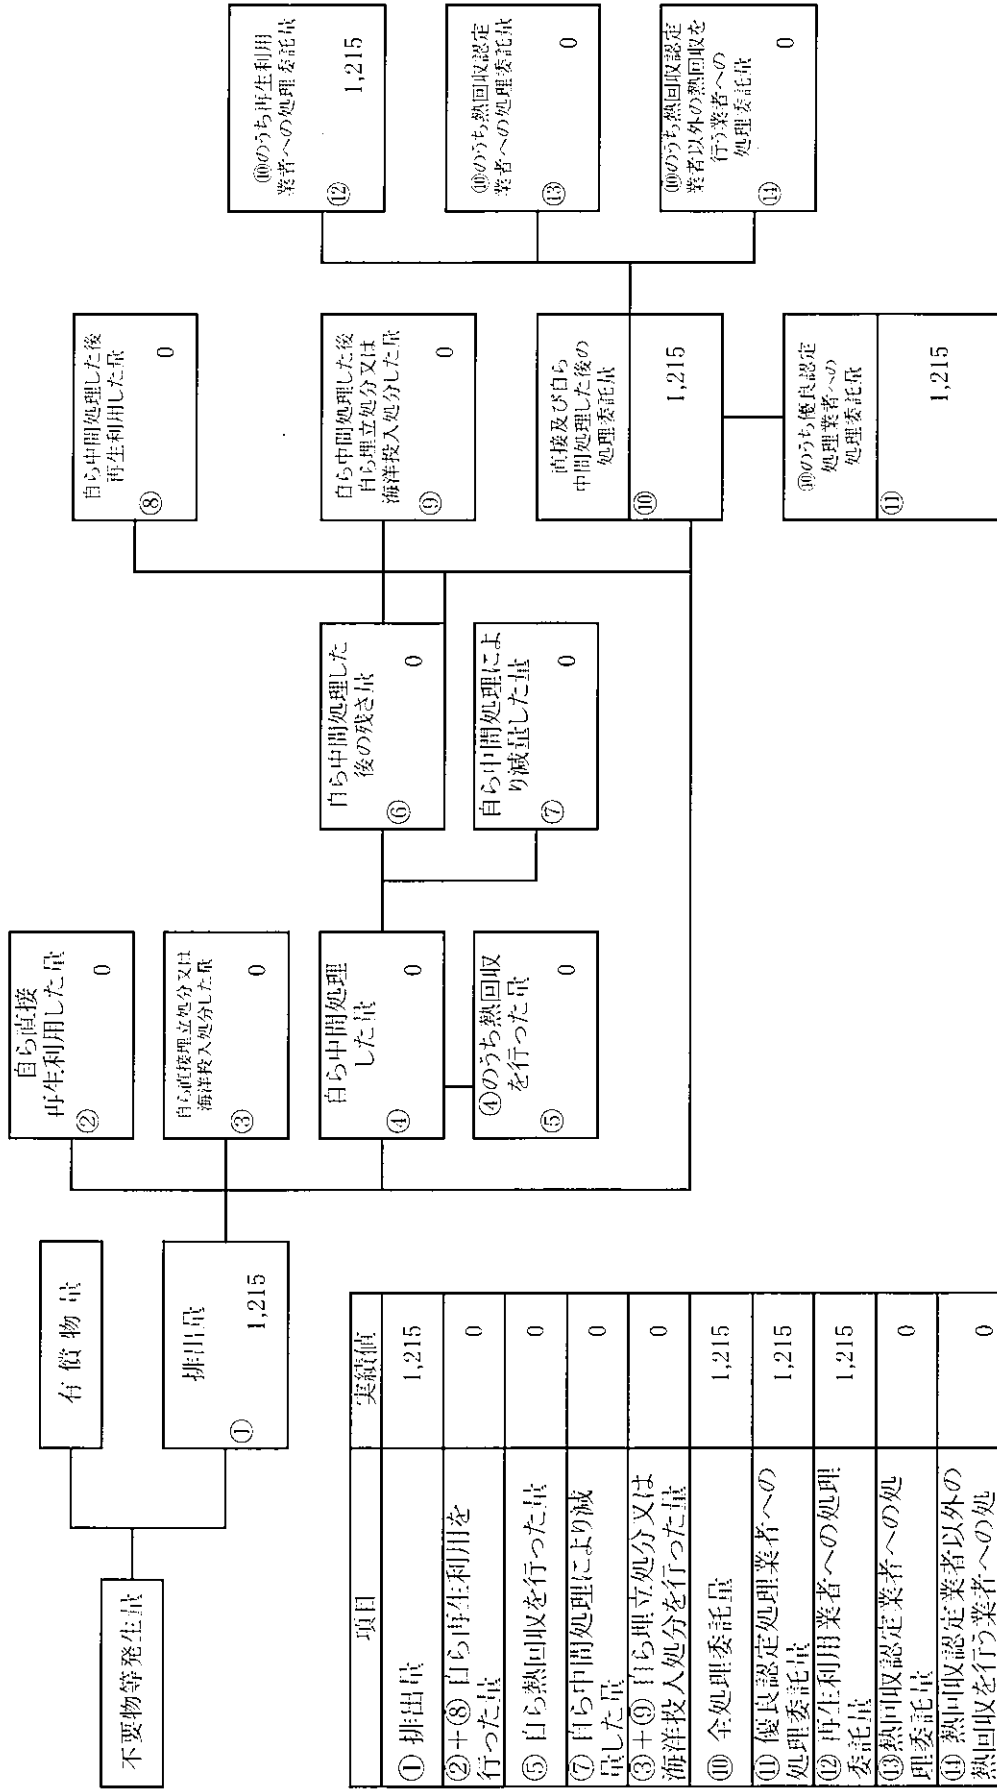 不要物等発生量
有 償 物 量
排出量
①
1,215
自ら直接
再生利用した量
②
0
自ら直接埋立処分又は
海洋投入処分した量
③
0
自ら中間処理
した量
④
0
④のうち熱回収
を行った量
⑤
0
自ら中間処理した
後の残さ量
⑥
0
自ら中間処理によ
り減量した量
⑦
0
自ら中間処理した後
再生利用した量
⑧
0
自ら中間処理した後
自ら埋立処分又は
海洋投入処分した量
⑨
0
直接及び自ら
中間処理した後の
処理委託量
⑩
1,215
⑩のうち優良認定
処理業者への
処理委託量
⑪
1,215
⑩のうち再生利用
業者への処理委託量
⑫
1,215
⑩のうち熱回収認定
業者への処理委託量
⑬
0
⑩のうち熱回収認定
業者以外の熱回収を
行う業者への
処理委託量
⑭
0
項目 実績値
① 排出量 1,215
②+⑧ 自ら再生利用を
行った量 0
⑤ 自ら熱回収を行った量 0
⑦ 自ら中間処理により減
量した量 0
③+⑨ 自ら埋立処分又は
海洋投入処分を行った量 0
⑩ 全処理委託量 1,215
⑪ 優良認定処理業者への
処理委託量 1,215
⑫ 再生利用業者への処理
委託量 1,215
⑬熱回収認定業者への処
理委託量 0
⑭ 熱回収認定業者以外の
熱回収を行う業者への処 0